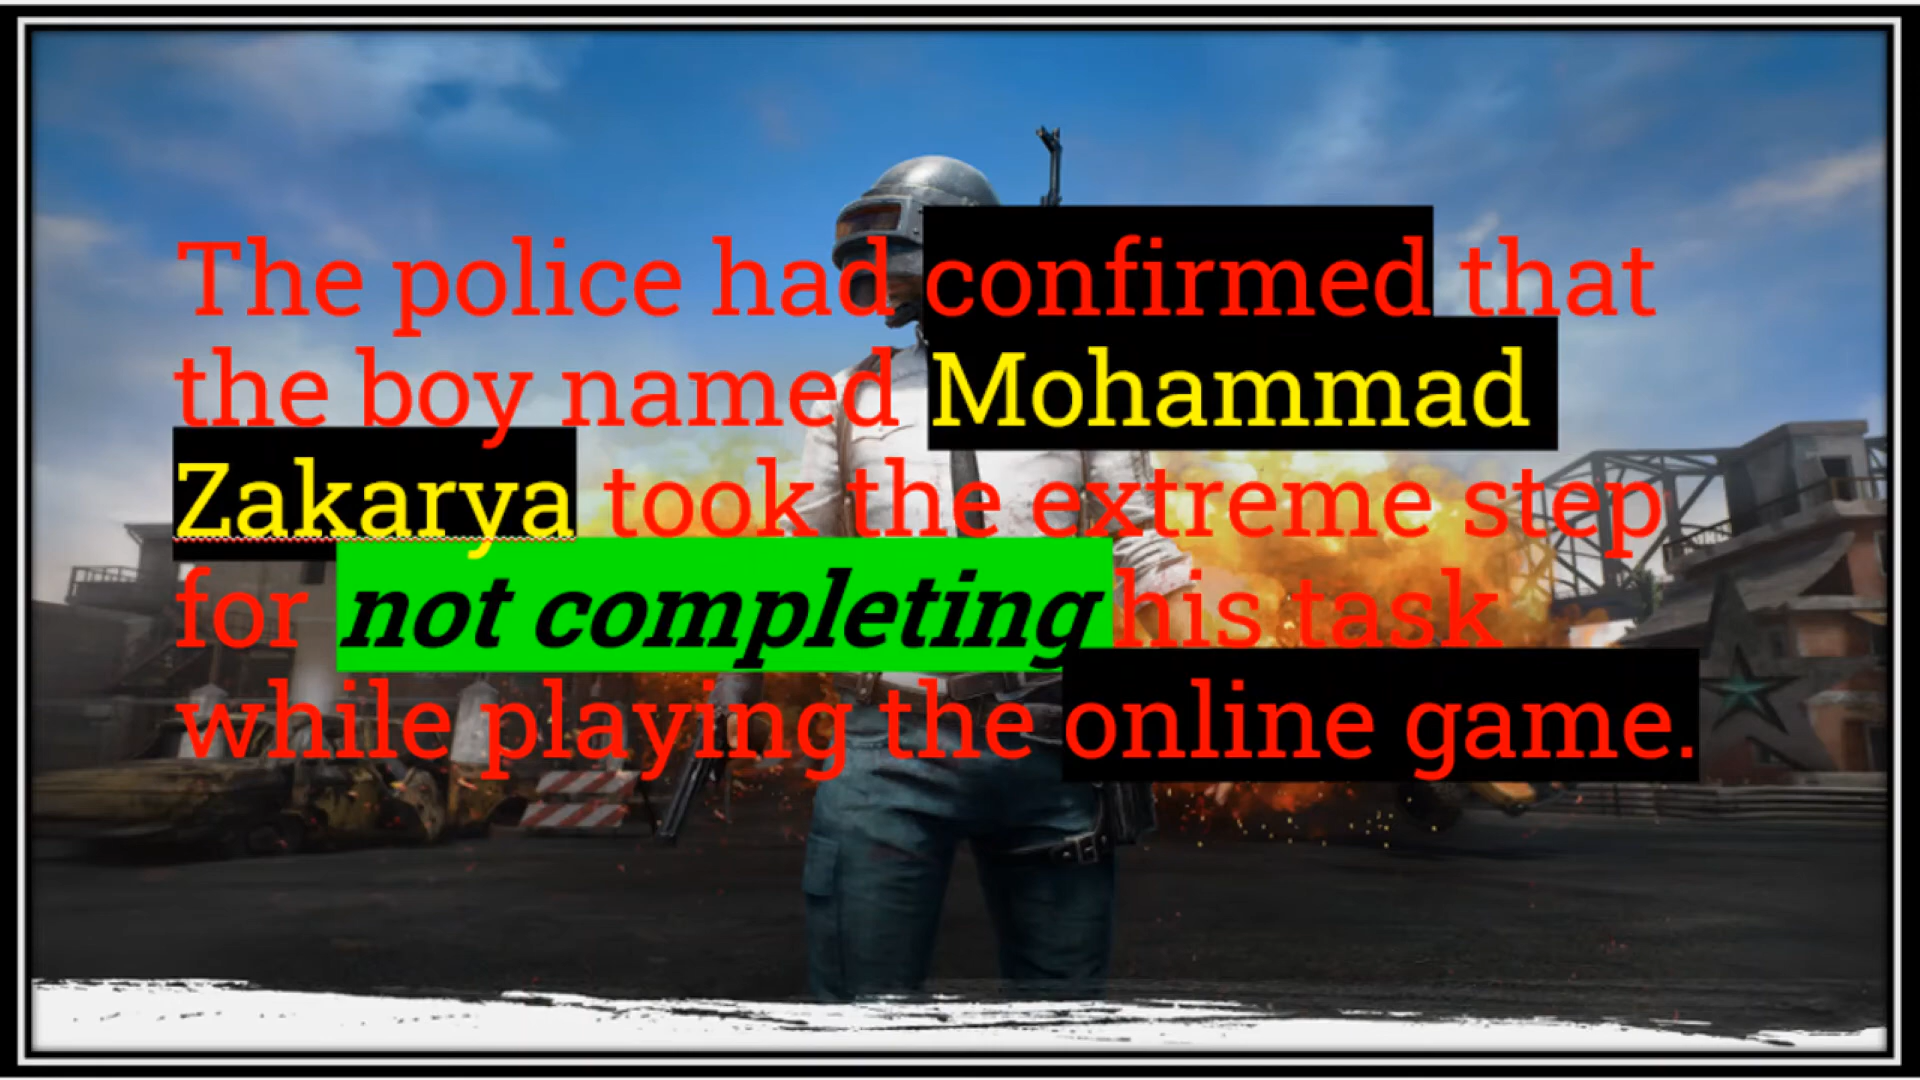 The police had confirmed that
the boy named Mohammad
Zakarya took the extreme step
for not completing his task
while playing the online game.